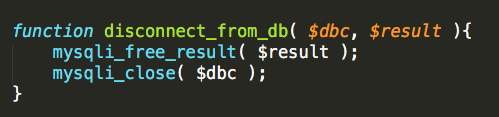 function disconnect_from_db( $dbc, $result ){
    mysqli_free_result( $result );
    mysqli_close( $dbc );
}